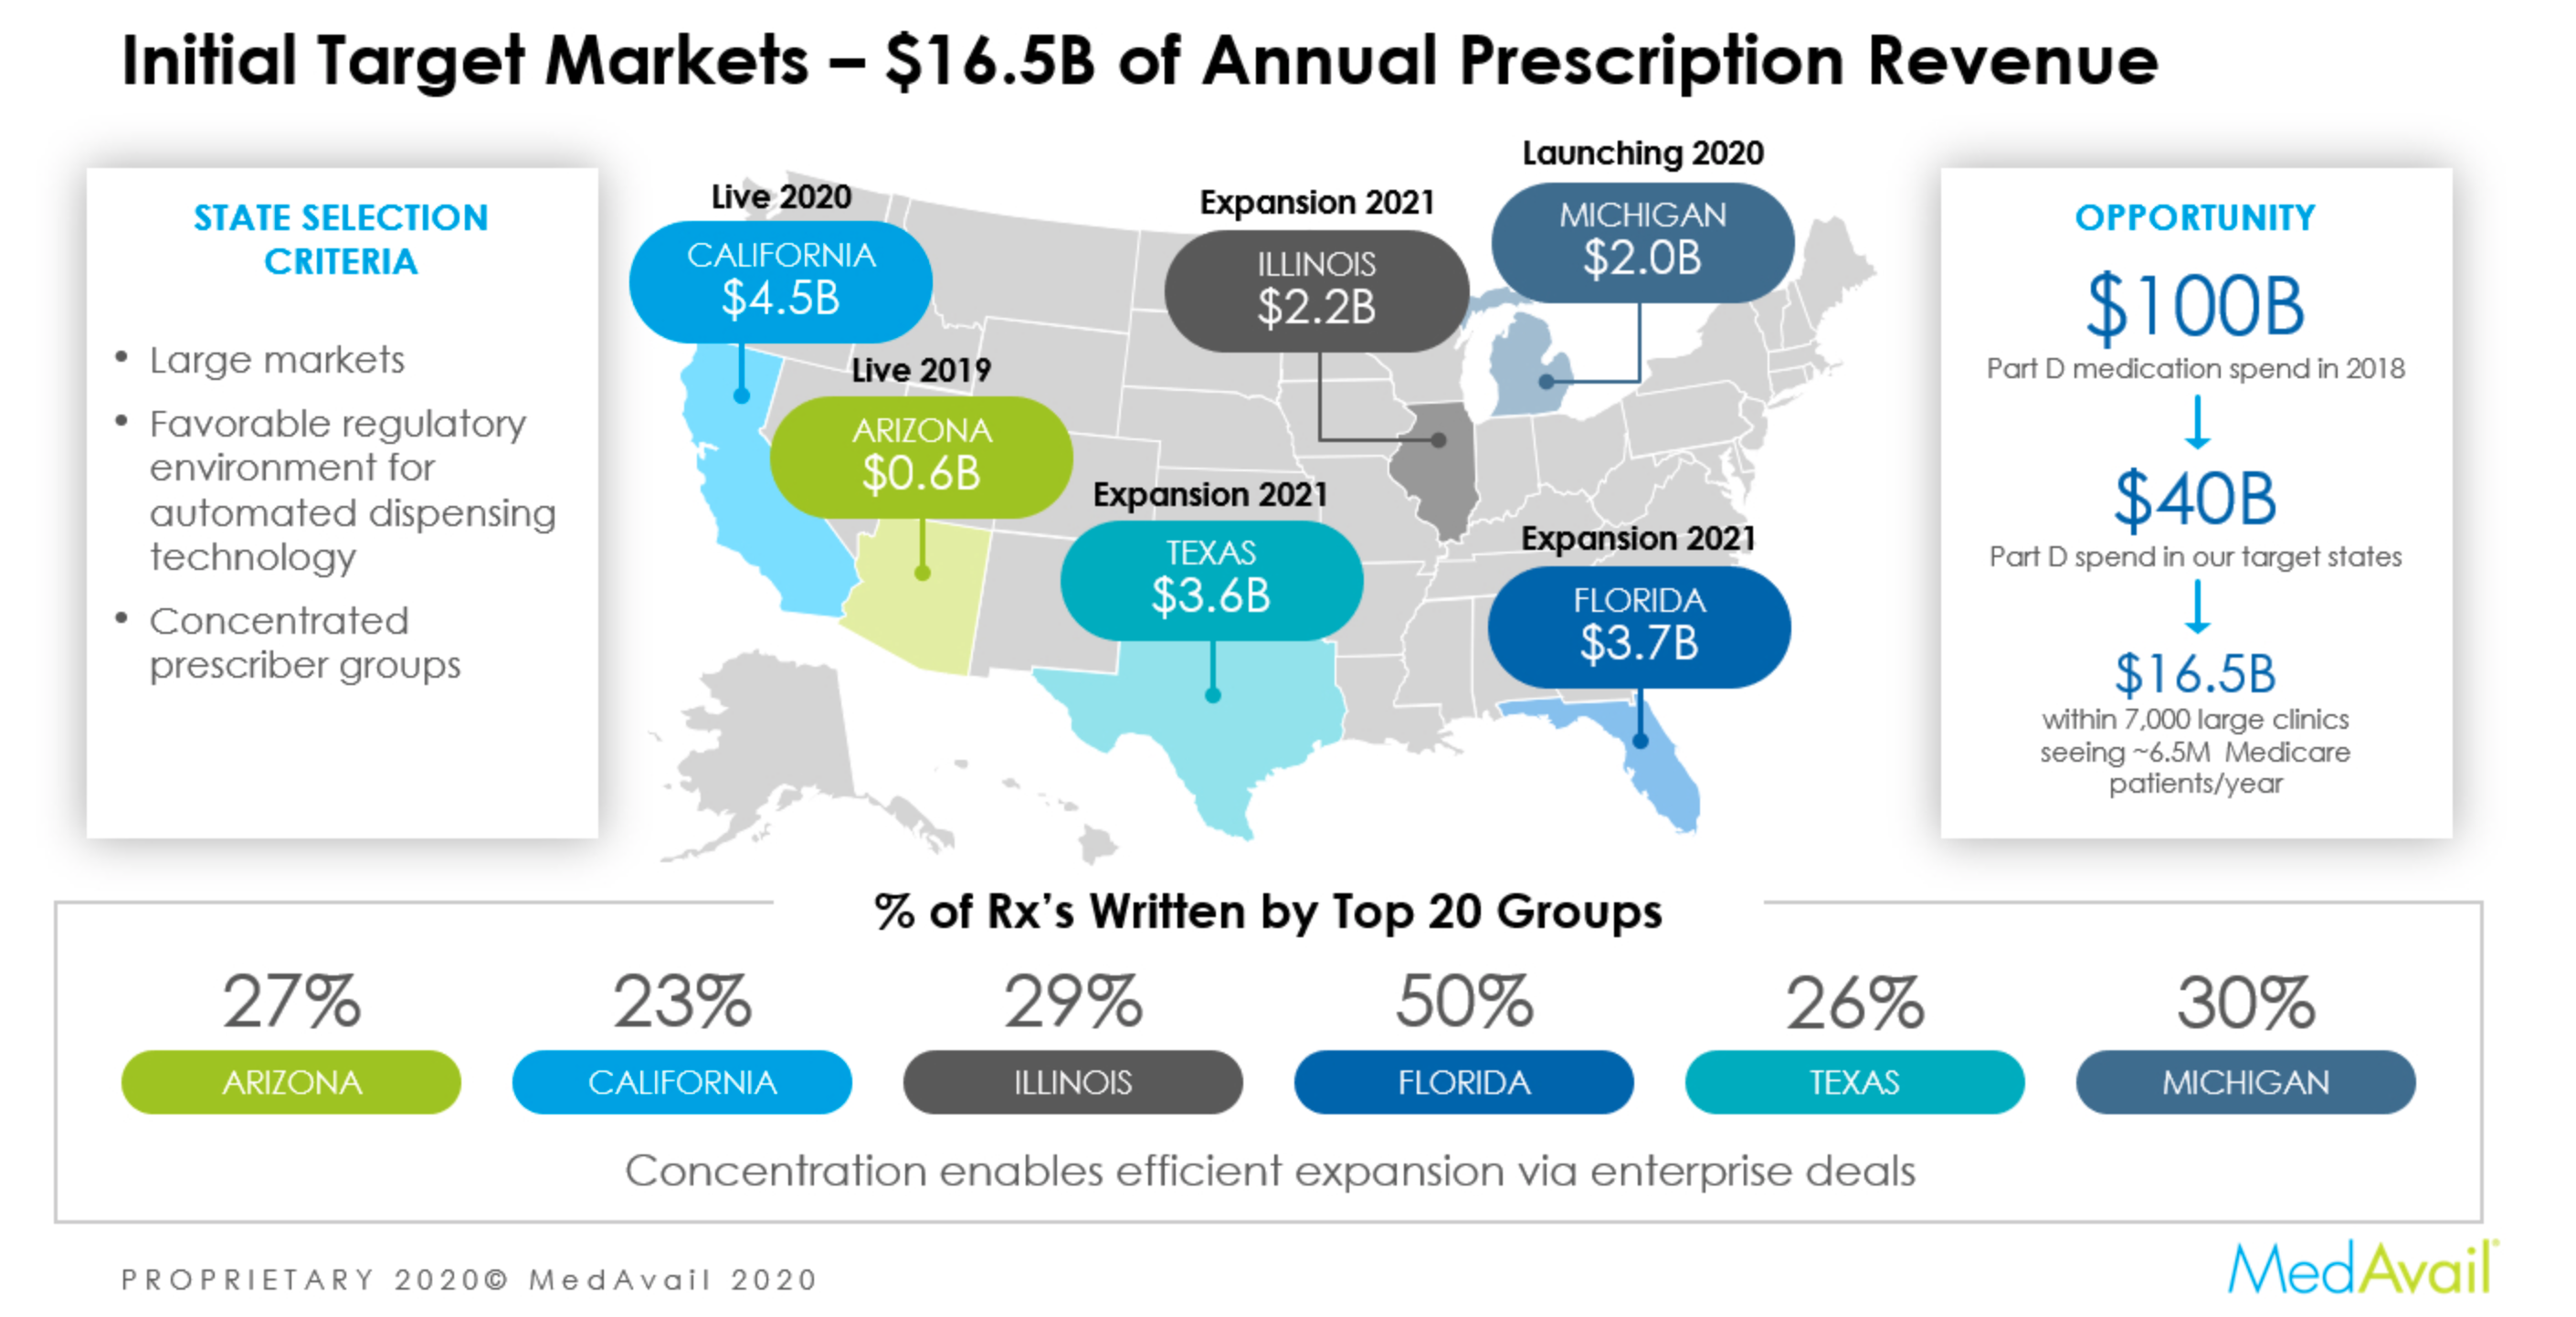 Initial Target Markets – $16.5B of Annual Prescription Revenue
STATE SELECTION
CRITERIA
• Large markets
• Favorable regulatory
environment for
automated dispensing
technology
• Concentrated
prescriber groups
Live 2020
CALIFORNIA
$4.5B
Live 2019
ARIZONA
$0.6B
Expansion 2021
TEXAS
$3.6B
Expansion 2021
ILLINOIS
$2.2B
Launching 2020
MICHIGAN
$2.0B
Expansion 2021
FLORIDA
$3.7B
OPPORTUNITY
$100B
Part D medication spend in 2018
$40B
Part D spend in our target states
$16.5B
within 7,000 large clinics
seeing ~6.5M Medicare
patients/year
% of Rx's Written by Top 20 Groups
27%
ARIZONA
23%
CALIFORNIA
29%
ILLINOIS
50%
FLORIDA
26%
TEXAS
30%
MICHIGAN
Concentration enables efficient expansion via enterprise deals
PROPRIETARY 2020© MedAvail 2020
MedAvail